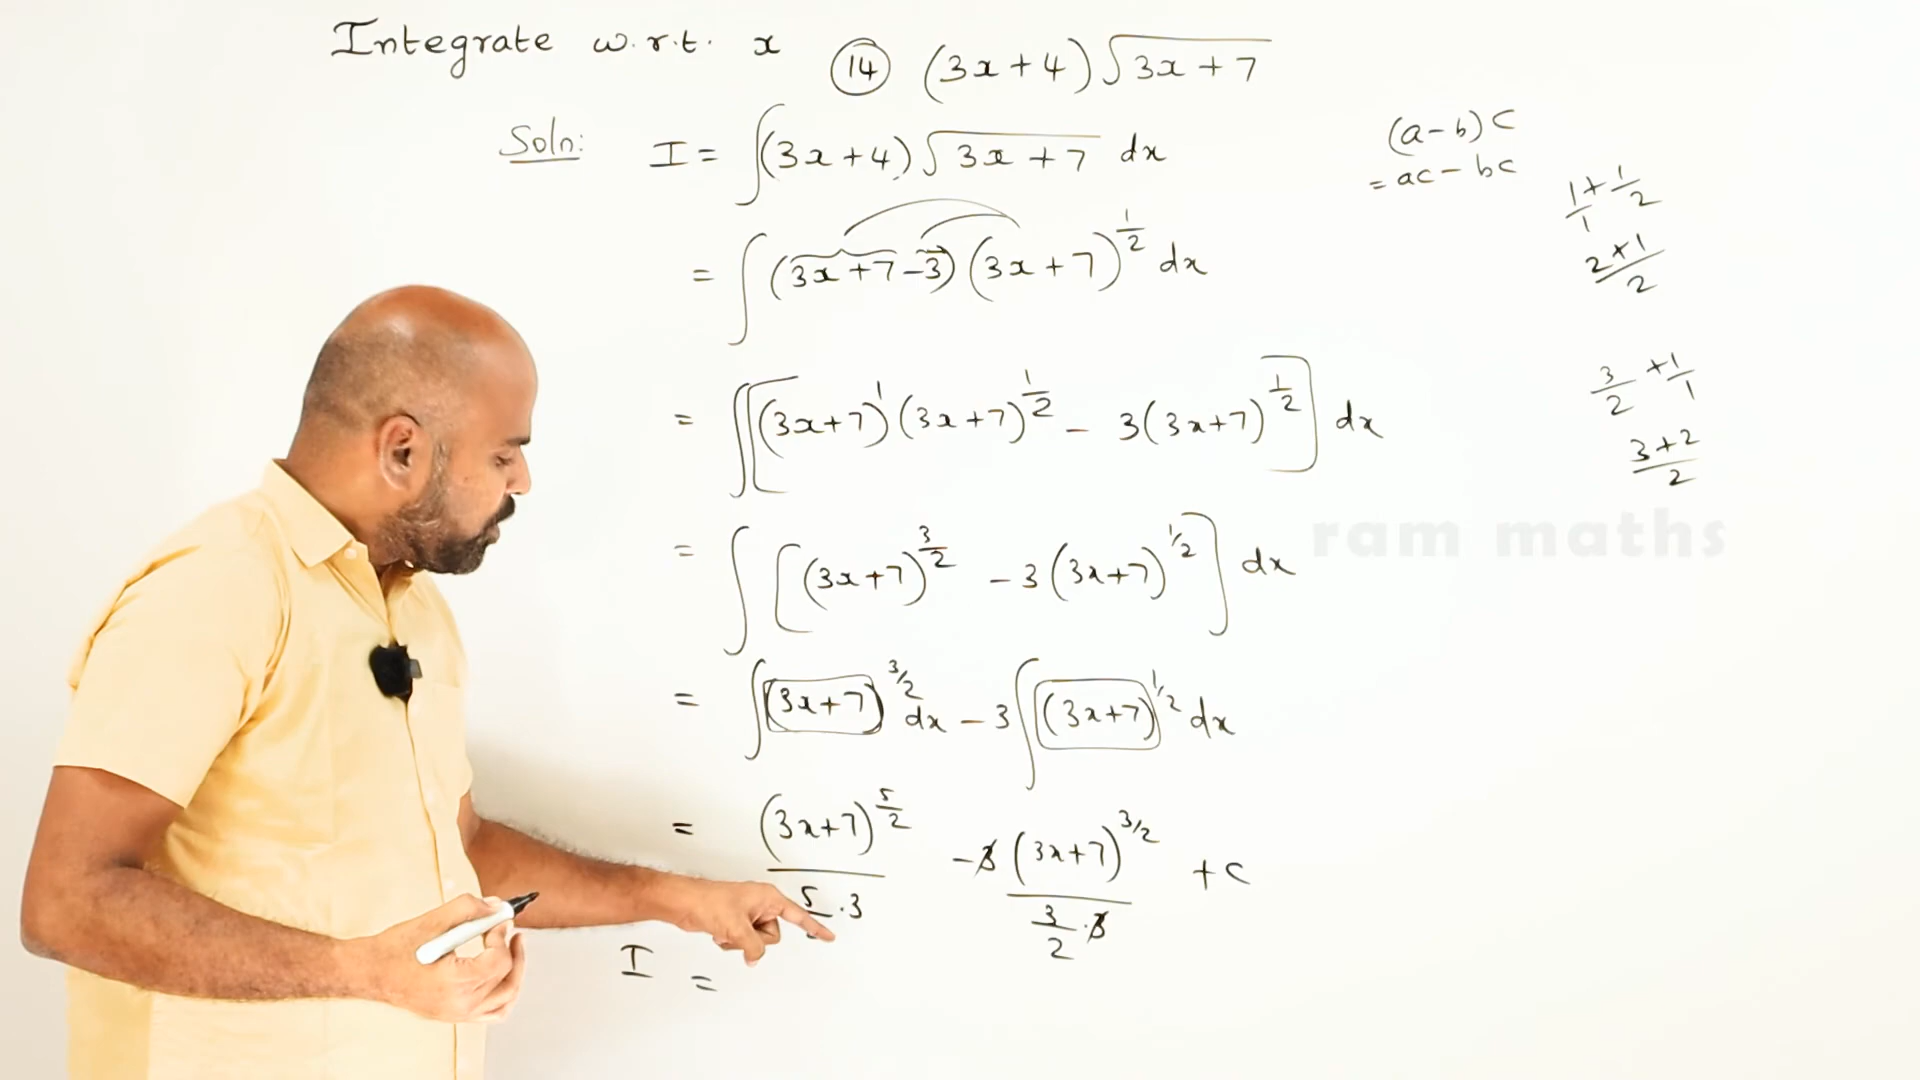 Integrate w.r.t. x
(14) (3x+4)√(3x+7)
Soln: I = ∫(3x+4)√(3x+7) dx
= ∫(3x+7-3)(3x+7)^(1/2) dx
= ∫[(3x+7)^1 (3x+7)^(1/2) - 3(3x+7)^(1/2)] dx
= ∫[(3x+7)^(3/2) - 3(3x+7)^(1/2)] dx
= ∫(3x+7)^(3/2) dx - 3∫(3x+7)^(1/2) dx
= (3x+7)^(5/2) / 5 · 3 - 3(3x+7)^(3/2) / (3/2 · 3) + c
I =
(a-b)c
= ac - bc
1/1 + 1/2
(2+1)/2
3/2 + 1/1
(3+2)/2
ram maths